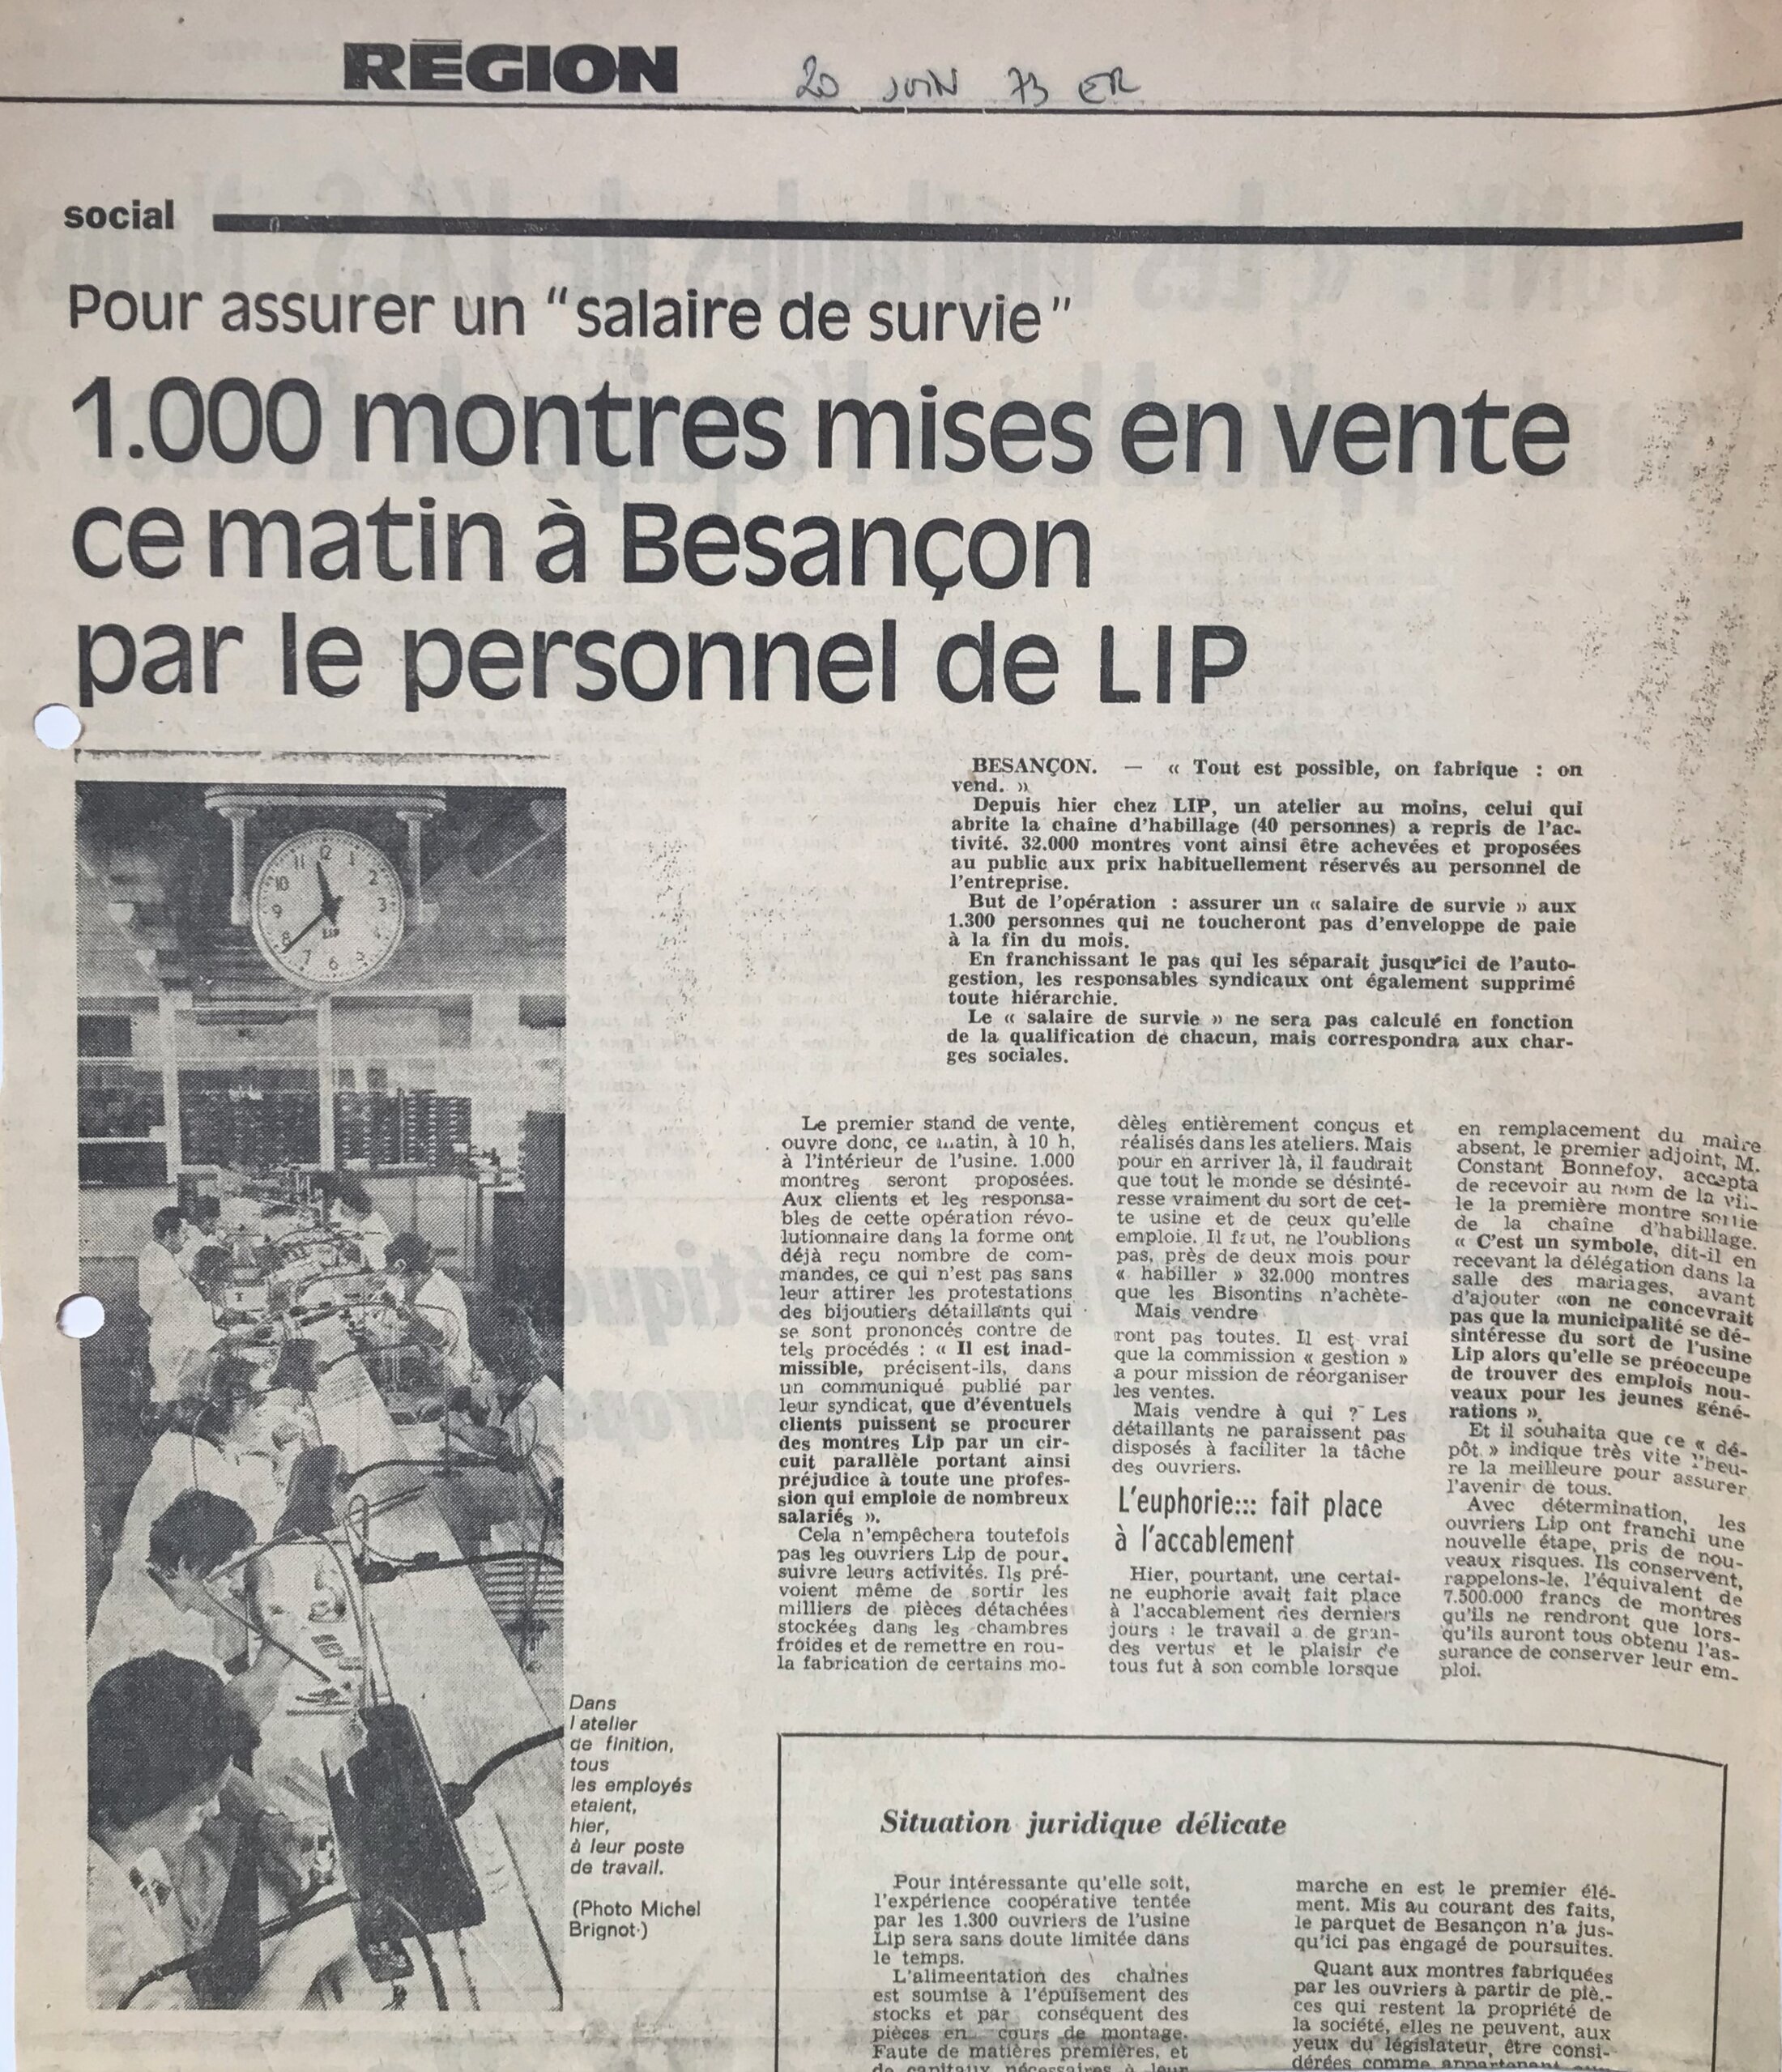 RÉGION
20 JUIN 73 ER
social
Pour assurer un “salaire de survie”
1.000 montres mises en vente
ce matin à Besançon
par le personnel de LIP
BESANÇON. — « Tout est possible, on fabrique : on
vend. »
Depuis hier chez LIP, un atelier au moins, celui qui
abrite la chaîne d'habillage (40 personnes) a repris de l'ac-
tivité. 32.000 montres vont ainsi être achevées et proposées
au public aux prix habituellement réservés au personnel de
l'entreprise.
But de l'opération : assurer un « salaire de survie » aux
1.300 personnes qui ne toucheront pas d'enveloppe de paie
à la fin du mois.
En franchissant le pas qui les séparait jusqu'ici de l'auto-
gestion, les responsables syndicaux ont également supprimé
toute hiérarchie.
Le « salaire de survie » ne sera pas calculé en fonction
de la qualification de chacun, mais correspondra aux char-
ges sociales.
11 12 1
10 2
9 3
8 LIP 4
7 6 5
Dans
l'atelier
de finition,
tous
les employés
etaient,
hier,
à leur poste
de travail.
(Photo Michel
Brignot.)
Le premier stand de vente,
ouvre donc, ce matin, à 10 h,
à l'intérieur de l'usine. 1.000
montres seront proposées.
Aux clients et les responsa-
bles de cette opération révo-
lutionnaire dans la forme ont
déjà reçu nombre de com-
mandes, ce qui n'est pas sans
leur attirer les protestations
des bijoutiers détaillants qui
se sont prononcés contre de
tels procédés : « Il est inad-
missible, précisent-ils, dans
un communiqué publié par
leur syndicat, que d'éventuels
clients puissent se procurer
des montres Lip par un cir-
cuit parallèle portant ainsi
préjudice à toute une profes-
sion qui emploie de nombreux
salariés ».
Cela n'empêchera toutefois
pas les ouvriers Lip de pour-
suivre leurs activités. Ils pré-
voient même de sortir les
milliers de pièces détachées
stockées dans les chambres
froides et de remettre en rou-
la fabrication de certains mo-
dèles entièrement conçus et
réalisés dans les ateliers. Mais
pour en arriver là, il faudrait
que tout le monde se désinté-
resse vraiment du sort de cet-
te usine et de ceux qu'elle
emploie. Il faut, ne l'oublions
pas, près de deux mois pour
« habiller » 32.000 montres
que les Bisontins n'achète-
Mais vendre
ront pas toutes. Il est vrai
que la commission « gestion »
a pour mission de réorganiser
les ventes.
Mais vendre à qui ? Les
détaillants ne paraissent pas
disposés à faciliter la tâche
des ouvriers.
L'euphorie::: fait place
à l'accablement
Hier, pourtant, une certai-
ne euphorie avait fait place
à l'accablement des derniers
jours : le travail a de gran-
des vertus et le plaisir de
tous fut à son comble lorsque
en remplacement du maire
absent, le premier adjoint, M.
Constant Bonnefoy, accepta
de recevoir au nom de la vil-
le la première montre sortie
de la chaîne d'habillage.
« C'est un symbole, dit-il en
recevant la délégation dans la
salle des mariages, avant
d'ajouter «on ne concevrait
pas que la municipalité se dé-
sintéresse du sort de l'usine
Lip alors qu'elle se préoccupe
de trouver des emplois nou-
veaux pour les jeunes géné-
rations ».
Et il souhaita que ce « dé-
pôt » indique très vite l'heu-
re la meilleure pour assurer
l'avenir de tous.
Avec détermination, les
ouvriers Lip ont franchi une
nouvelle étape, pris de nou-
veaux risques. Ils conservent,
rappelons-le, l'équivalent de
7.500.000 francs de montres
qu'ils ne rendront que lors-
qu'ils auront tous obtenu l'as-
surance de conserver leur em-
ploi.
Situation juridique délicate
Pour intéressante qu'elle soit,
l'expérience coopérative tentée
par les 1.300 ouvriers de l'usine
Lip sera sans doute limitée dans
le temps.
L'alimeentation des chaînes
est soumise à l'épuisement des
stocks et par conséquent des
pièces en cours de montage.
Faute de matières premières, et
de capitaux nécessaires à leur
marche en est le premier élé-
ment. Mis au courant des faits,
le parquet de Besançon n'a jus-
qu'ici pas engagé de poursuites.
Quant aux montres fabriquées
par les ouvriers à partir de piè-
ces qui restent la propriété de
la société, elles ne peuvent, aux
yeux du législateur, être consi-
dérées comme appartenant